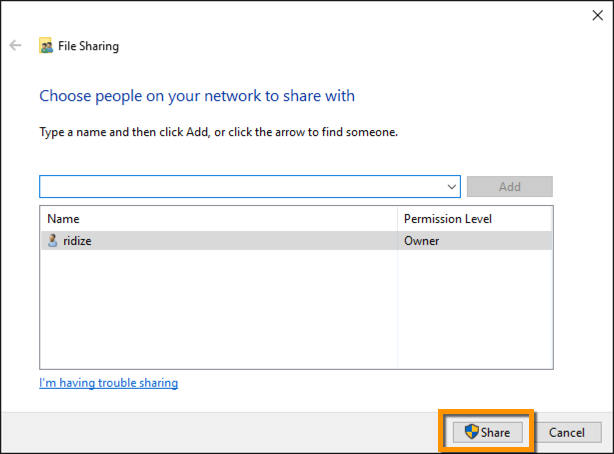 File Sharing
Choose people on your network to share with
Type a name and then click Add, or click the arrow to find someone.
Add
Name Permission Level
ridize Owner
I'm having trouble sharing
Share Cancel